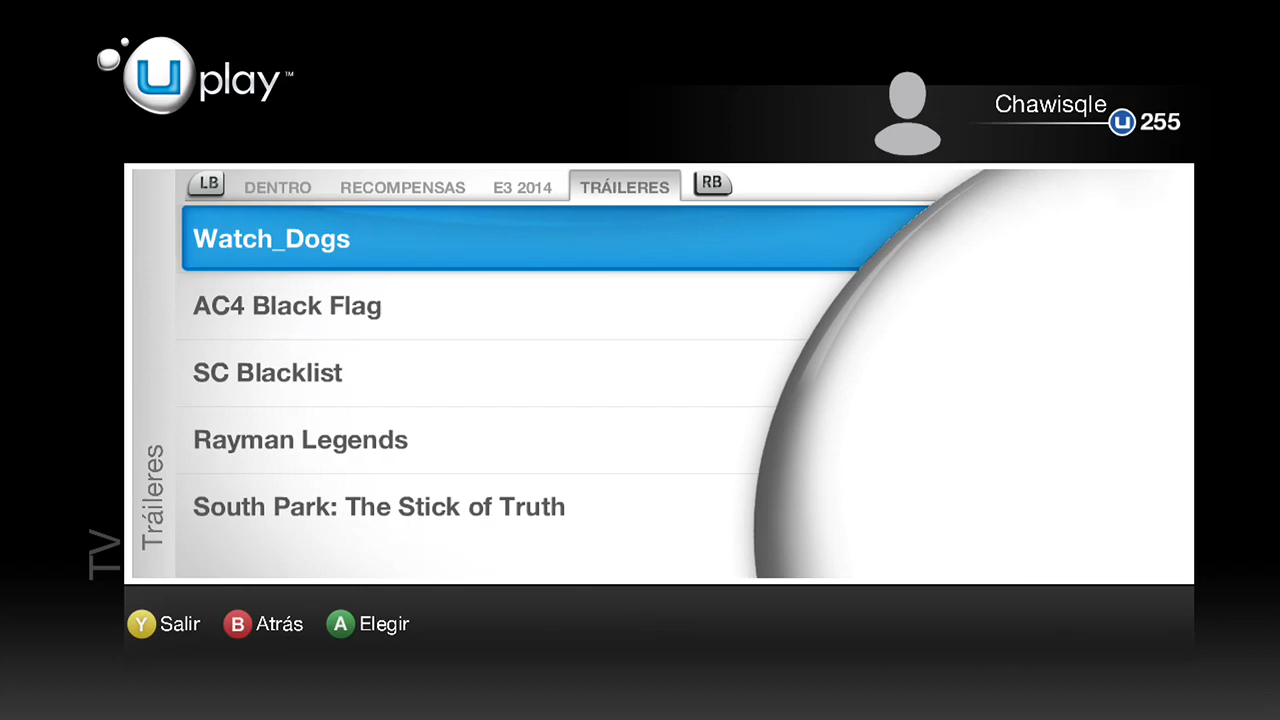 Uplay™
Chawisqle
U 255
LB DENTRO RECOMPENSAS E3 2014 TRÁILERES RB
Watch_Dogs
AC4 Black Flag
SC Blacklist
Rayman Legends
South Park: The Stick of Truth
Tráileres
TV
Y Salir B Atrás A Elegir